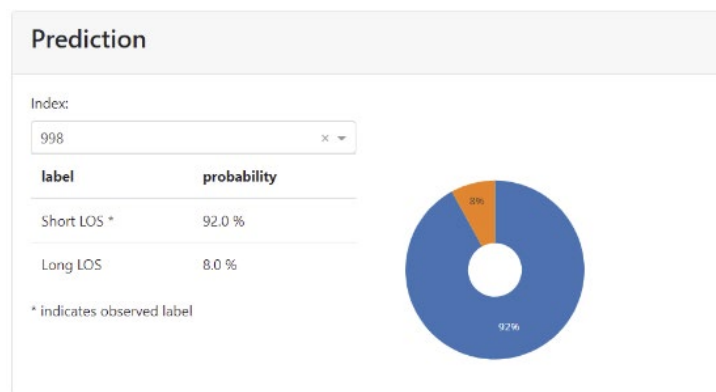 Prediction
Index:
998
label probability
Short LOS * 92.0 %
Long LOS 8.0 %
* indicates observed label
8%
92%